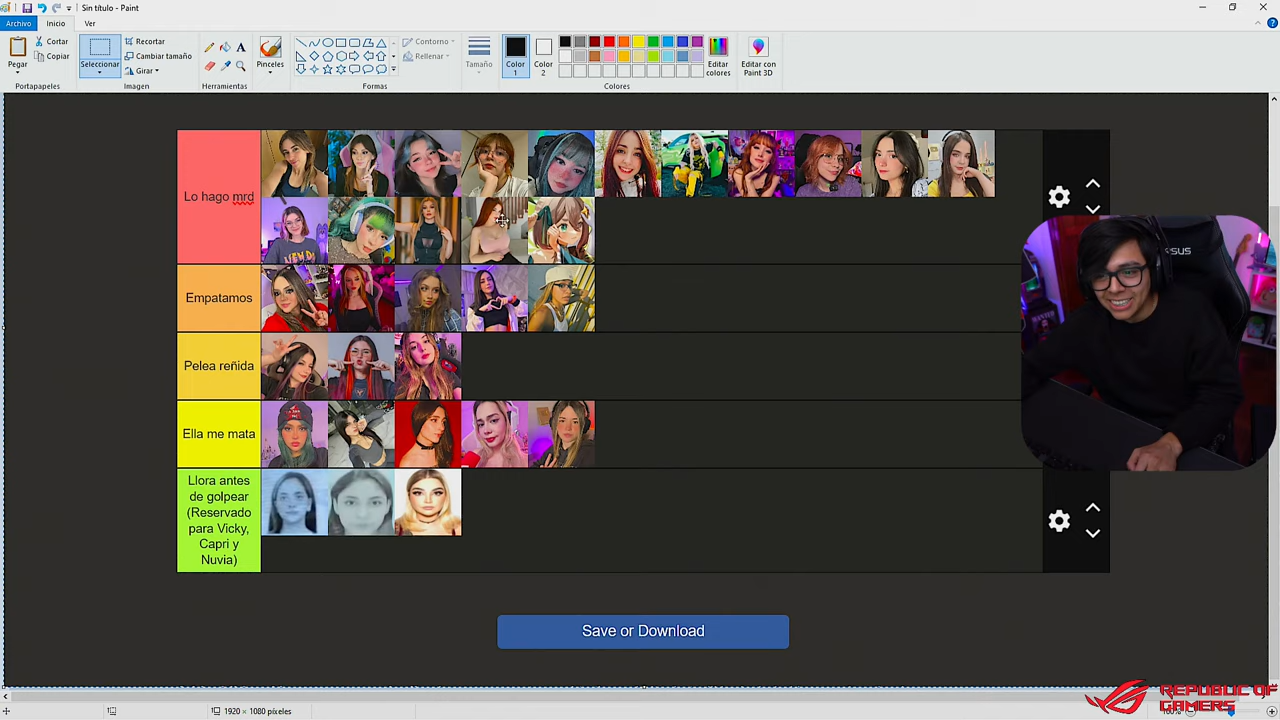 Sin título - Paint
Archivo
Inicio
Ver
Pegar
Cortar
Copiar
Portapapeles
Seleccionar
Recortar
Cambiar tamaño
Girar
Imagen
Herramientas
Pinceles
Contorno
Rellenar
Formas
Tamaño
Color
1
Color
2
Editar
colores
Colores
Editar con
Paint 3D
Lo hago mrd
Empatamos
Pelea reñida
Ella me mata
Llora antes
de golpear
(Reservado
para Vicky,
Capri y
Nuvia)
Save or Download
1920 × 1080 píxeles
100%
REPUBLIC OF
GAMERS